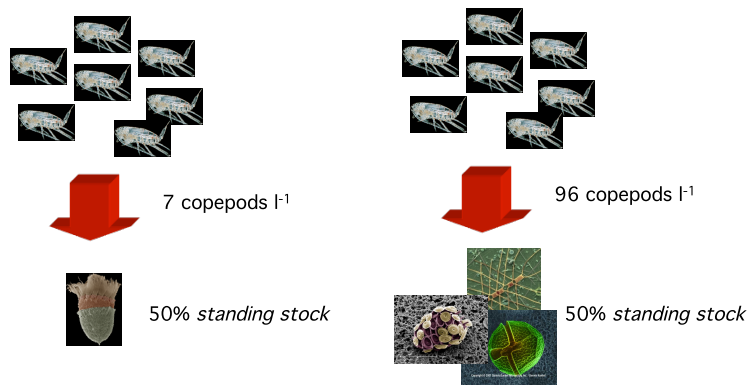 7 copepods l-1
96 copepods l-1
50% standing stock
50% standing stock